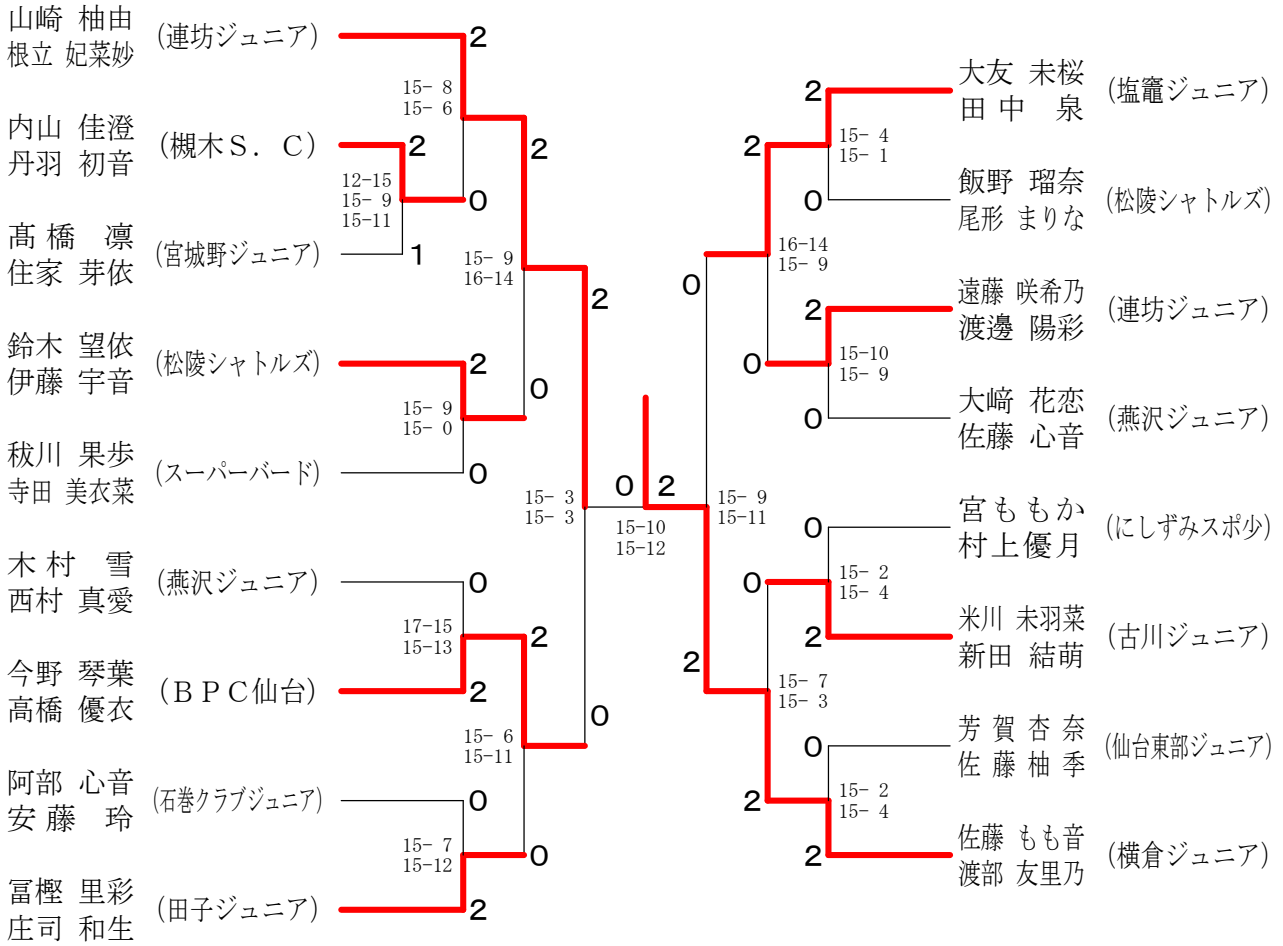 山崎 柚由
根立 妃菜妙
(連坊ジュニア)
2
15- 8
15- 6
内山 佳澄
丹羽 初音
(槻木Ｓ．Ｃ)
2
2
12-15
15- 9
15-11
0
髙橋 凛
住家 芽依
(宮城野ジュニア)
1
15- 9
16-14
2
鈴木 望依
伊藤 宇音
(松陵シャトルズ)
2
0
15- 9
15- 0
秡川 果歩
寺田 美衣菜
(スーパーバード)
0
15- 3
15- 3
木村 雪
西村 真愛
(燕沢ジュニア)
0
17-15
15-13
2
今野 琴葉
高橋 優衣
(ＢＰＣ仙台)
2
0
15- 6
15-11
阿部 心音
安藤 玲
(石巻クラブジュニア)
0
15- 7
15-12
0
冨樫 里彩
庄司 和生
(田子ジュニア)
2
0
2
15-10
15-12
大友 未桜
田中 泉
(塩竈ジュニア)
2
15- 4
15- 1
2
飯野 瑠奈
尾形 まりな
(松陵シャトルズ)
0
16-14
15- 9
0
遠藤 咲希乃
渡邊 陽彩
(連坊ジュニア)
2
15-10
15- 9
0
大﨑 花恋
佐藤 心音
(燕沢ジュニア)
0
15- 9
15-11
宮ももか
村上優月
(にしずみスポ少)
0
15- 2
15- 4
0
米川 未羽菜
新田 結萌
(古川ジュニア)
2
2
15- 7
15- 3
芳賀杏奈
佐藤柚季
(仙台東部ジュニア)
0
15- 2
15- 4
2
佐藤 もも音
渡部 友里乃
(横倉ジュニア)
2